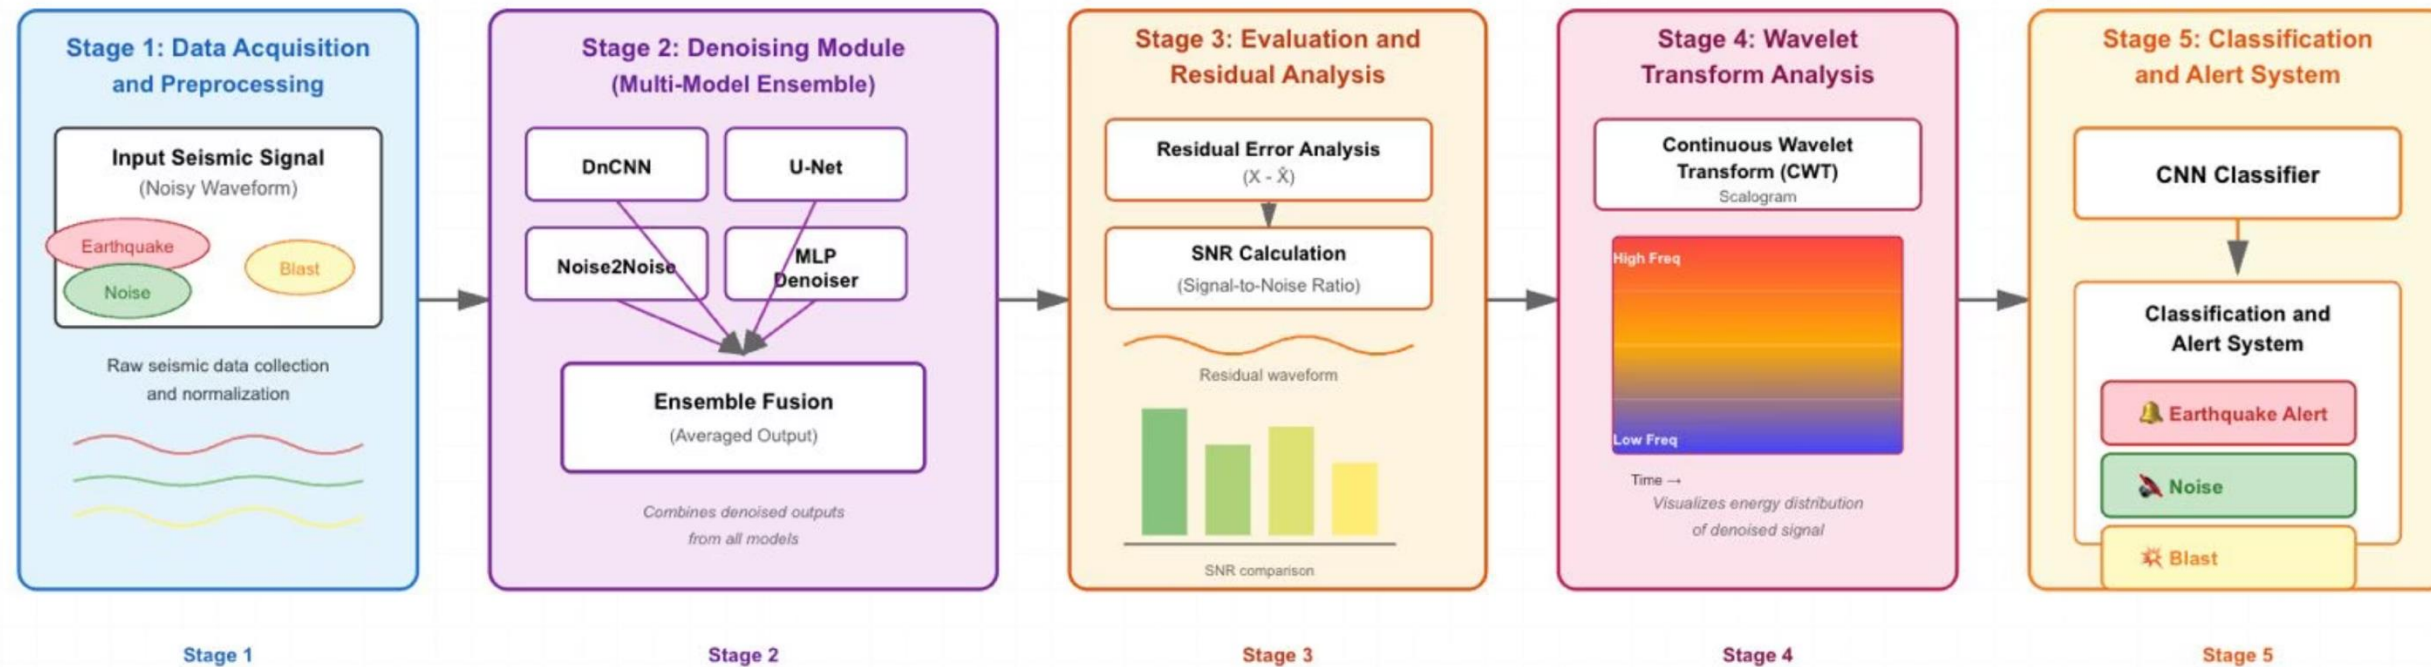 Stage 1: Data Acquisition
and Preprocessing
Input Seismic Signal
(Noisy Waveform)
Earthquake
Noise
Blast
Raw seismic data collection
and normalization
Stage 2: Denoising Module
(Multi-Model Ensemble)
DnCNN
U-Net
Noise2Noise
MLP
Denoiser
Ensemble Fusion
(Averaged Output)
Combines denoised outputs
from all models
Stage 3: Evaluation and
Residual Analysis
Residual Error Analysis
(X - X̂)
SNR Calculation
(Signal-to-Noise Ratio)
Residual waveform
SNR comparison
Stage 4: Wavelet
Transform Analysis
Continuous Wavelet
Transform (CWT)
Scalogram
High Freq
Low Freq
Time →
Visualizes energy distribution
of denoised signal
Stage 5: Classification
and Alert System
CNN Classifier
Classification and
Alert System
Earthquake Alert
Noise
Blast
Stage 1
Stage 2
Stage 3
Stage 4
Stage 5